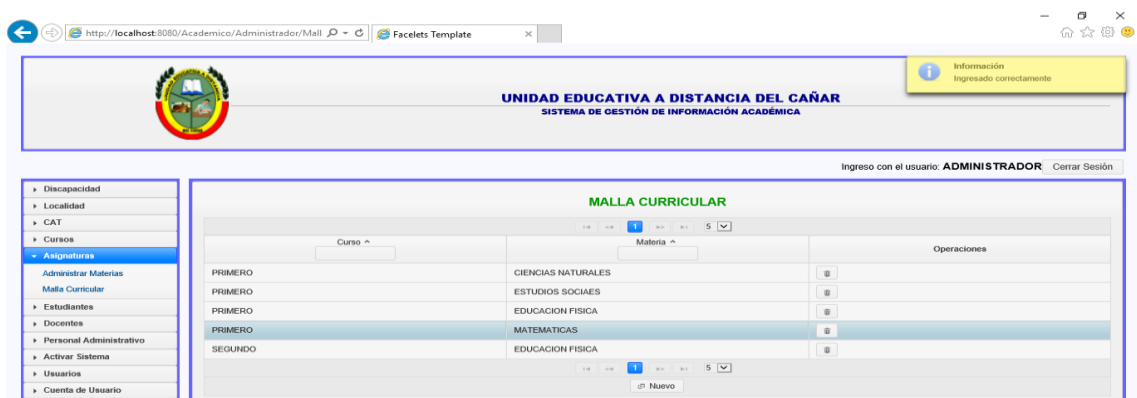 http://localhost:8080/Academico/Administrador/Mall
Facelets Template
Información
Ingresado correctamente
UNIDAD EDUCATIVA A DISTANCIA DEL CAÑAR
SISTEMA DE GESTIÓN DE INFORMACIÓN ACADÉMICA
Ingreso con el usuario: ADMINISTRADOR Cerrar Sesión
Discapacidad
Localidad
CAT
Cursos
Asignaturas
Administrar Materias
Malla Curricular
Estudiantes
Docentes
Personal Administrativo
Activar Sistema
Usuarios
Cuenta de Usuario
MALLA CURRICULAR
1 5
Curso Materia Operaciones
PRIMERO CIENCIAS NATURALES
PRIMERO ESTUDIOS SOCIAES
PRIMERO EDUCACION FISICA
PRIMERO MATEMATICAS
SEGUNDO EDUCACION FISICA
1 5
Nuevo